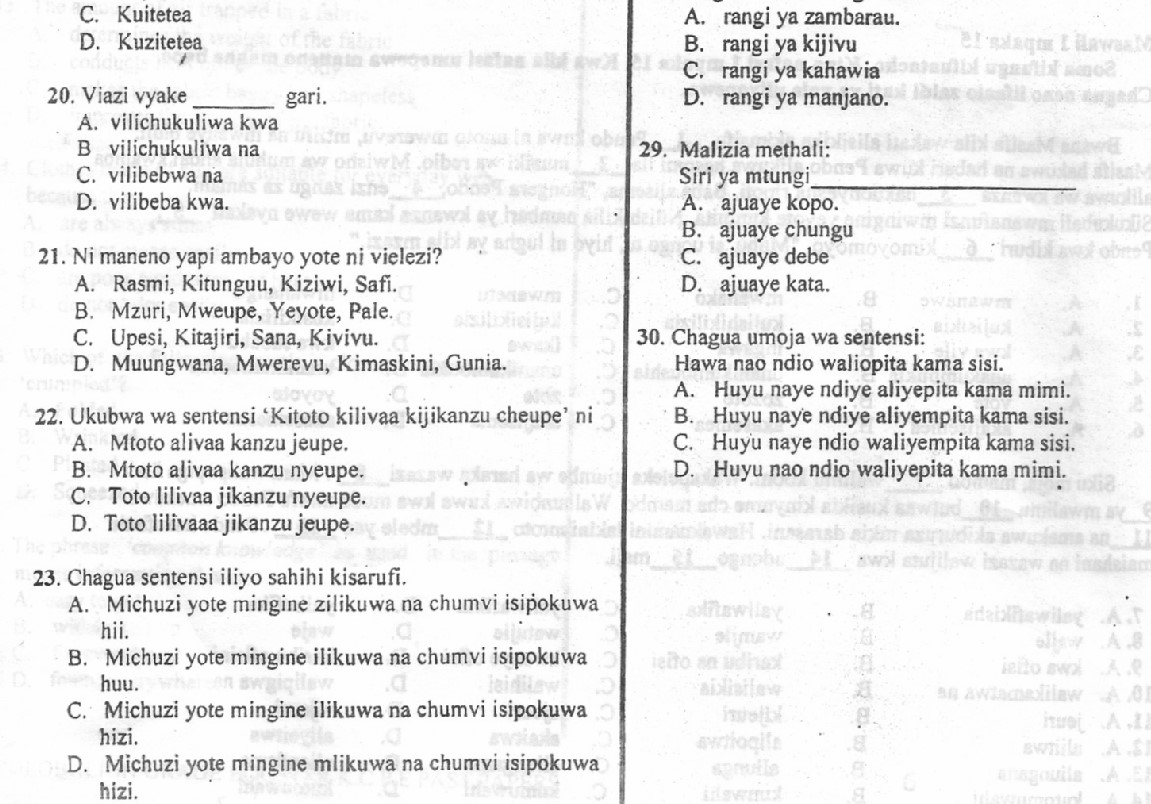 C. Kuitetea
D. Kuzitetea
20. Viazi vyake _______ gari.
A. vilichukuliwa kwa
B vilichukuliwa na
C. vilibebwa na
D. vilibeba kwa.
21. Ni maneno yapi ambayo yote ni vielezi?
A. Rasmi, Kitunguu, Kiziwi, Safi.
B. Mzuri, Mweupe, Yeyote, Pale.
C. Upesi, Kitajiri, Sana, Kivivu.
D. Muungwana, Mwerevu, Kimaskini, Gunia.
22. Ukubwa wa sentensi ‘Kitoto kilivaa kijikanzu cheupe’ ni
A. Mtoto alivaa kanzu jeupe.
B. Mtoto alivaa kanzu nyeupe.
C. Toto lilivaa jikanzu nyeupe.
D. Toto lilivaaa jikanzu jeupe.
23. Chagua sentensi iliyo sahihi kisarufi.
A. Michuzi yote mingine zilikuwa na chumvi isipokuwa
hii.
B. Michuzi yote mingine ilikuwa na chumvi isipokuwa
huu.
C. Michuzi yote mingine ilikuwa na chumvi isipokuwa
hizi.
D. Michuzi yote mingine milikuwa na chumvi isipokuwa
hizi.
A. rangi ya zambarau.
B. rangi ya kijivu
C. rangi ya kahawia
D. rangi ya manjano.
29. Malizia methali:
Siri ya mtungi ____________________
A. ajuaye kopo.
B. ajuaye chungu
C. ajuaye debe
D. ajuaye kata.
30. Chagua umoja wa sentensi:
Hawa nao ndio waliopita kama sisi.
A. Huyu naye ndiye aliyepita kama mimi.
B. Huyu naye ndiye aliyempita kama sisi.
C. Huyu naye ndio waliyempita kama sisi.
D. Huyu nao ndio waliyepita kama mimi.